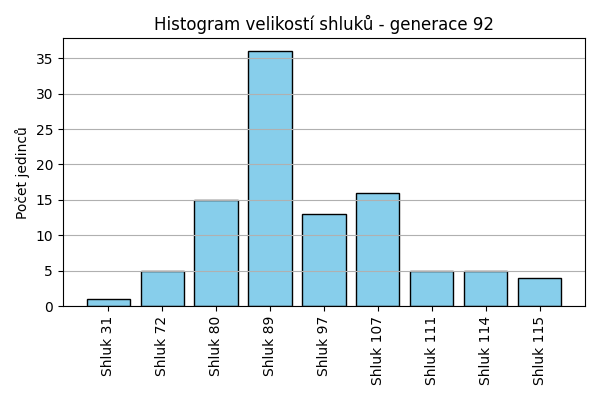 Histogram velikostí shluků - generace 92
Počet jedinců
35
30
25
20
15
10
5
0
Shluk 31
Shluk 72
Shluk 80
Shluk 89
Shluk 97
Shluk 107
Shluk 111
Shluk 114
Shluk 115